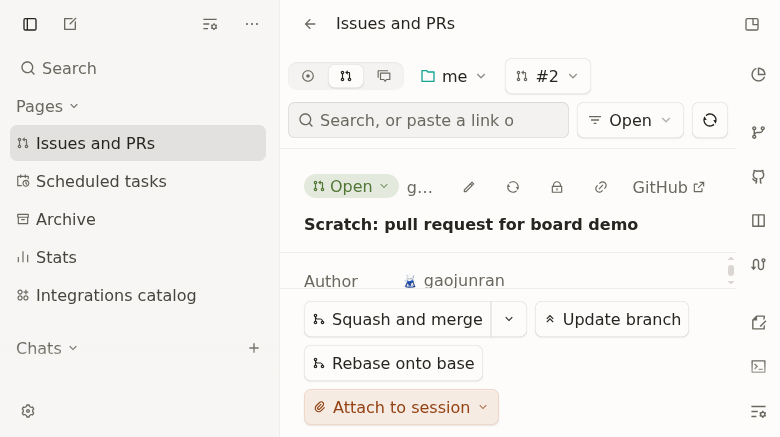 Issues and PRs
Search
me
#2
Pages
Search, or paste a link o
Open
Issues and PRs
Scheduled tasks
Open
g...
GitHub
Archive
Scratch: pull request for board demo
Stats
Author
gaojunran
Integrations catalog
Squash and merge
Update branch
Chats
Rebase onto base
Attach to session